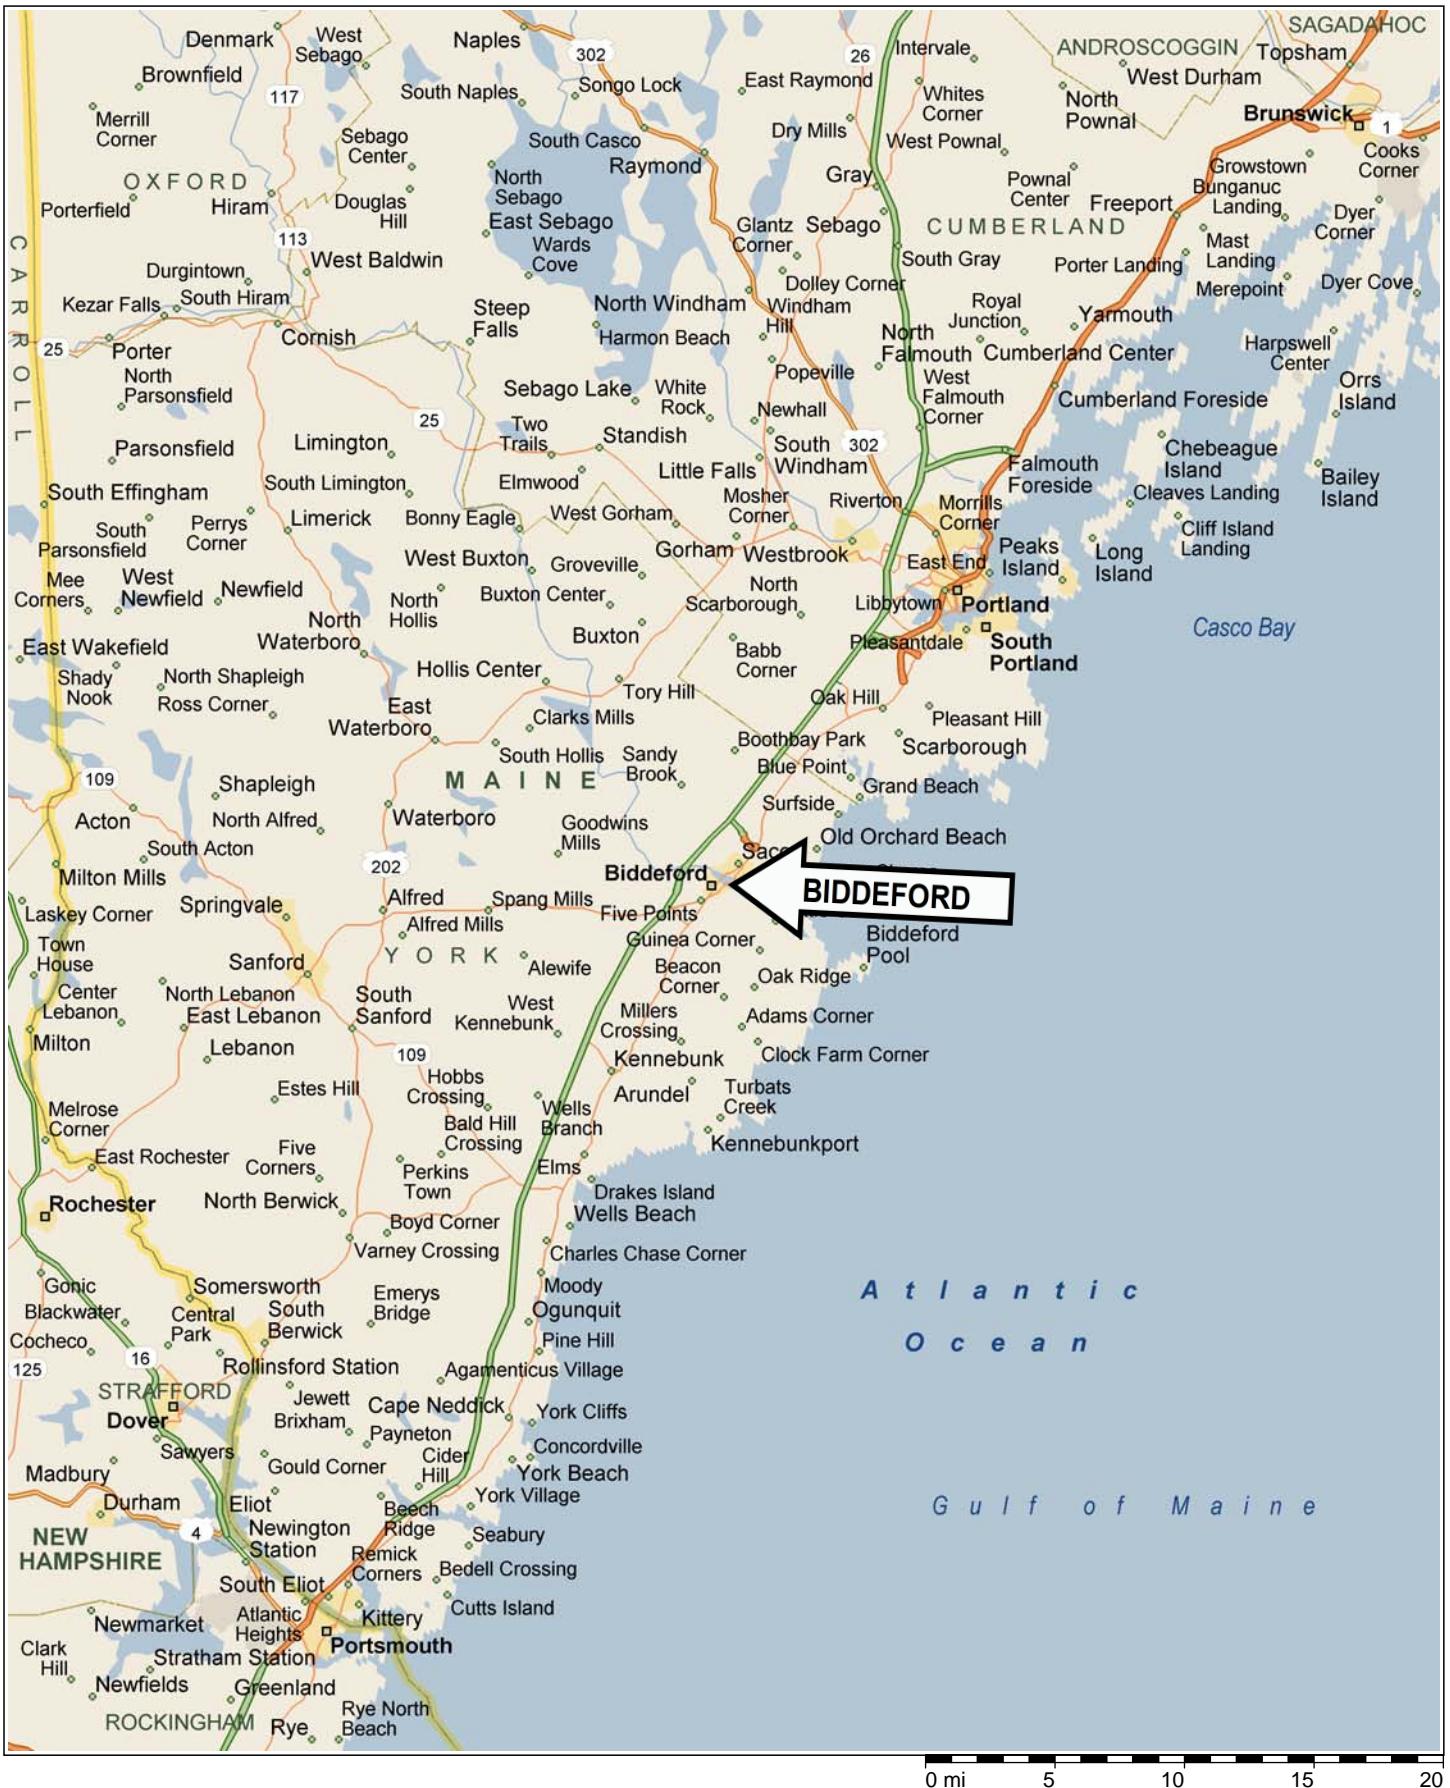 SAGADAHOC
Denmark
West
Sebago
Naples
302
26
Intervale
ANDROSCOGGIN
Topsham
Brownfield
117
South Naples
Songo Lock
East Raymond
Whites
Corner
West Durham
North
Pownal
Brunswick
1
Merrill
Corner
Sebago
Center
South Casco
Raymond
Dry Mills
West Pownal
Cooks
Corner
OXFORD
Porterfield
Hiram
Douglas
Hill
North
Sebago
East Sebago
Gray
Pownal
Center
Freeport
Growstown
Bunganuc
Landing
Dyer
Corner
CARROLL
113
Wards
Cove
Glantz
Corner
Sebago
CUMBERLAND
Mast
Landing
Durgintown
West Baldwin
South Gray
Porter Landing
Merepoint
Dyer Cove
Kezar Falls
South Hiram
Steep
Falls
North Windham
Dolley Corner
Windham
Hill
Royal
Junction
Yarmouth
25
Porter
Cornish
Harmon Beach
North
Falmouth
Cumberland Center
Harpswell
Center
North
Parsonsfield
Popeville
West
Falmouth
Corner
Orrs
Island
25
Sebago Lake
White
Rock
Newhall
Cumberland Foreside
Parsonsfield
Limington
Two
Trails
Standish
South
Windham
302
Chebeague
Island
South Effingham
South Limington
Elmwood
Little Falls
Falmouth
Foreside
Cleaves Landing
Bailey
Island
South
Parsonsfield
Perrys
Corner
Limerick
Bonny Eagle
West Gorham
Mosher
Corner
Riverton
Morrills
Corner
Cliff Island
Landing
Mee
Corners
West
Newfield
Newfield
West Buxton
Groveville
Gorham
Westbrook
East End
Peaks
Island
Long
Island
North
Hollis
Buxton Center
North
Scarborough
Libbytown
Portland
Casco Bay
East Wakefield
North
Waterboro
Buxton
Babb
Corner
Pleasantdale
South
Portland
Shady
Nook
North Shapleigh
Hollis Center
Tory Hill
Ross Corner
East
Waterboro
Clarks Mills
Oak Hill
Pleasant Hill
South Hollis
Sandy
Brook
Boothbay Park
Scarborough
109
Shapleigh
MAINE
Blue Point
Grand Beach
Acton
North Alfred
Waterboro
Goodwins
Mills
Surfside
South Acton
202
Saco
Old Orchard Beach
Milton Mills
Biddeford
BIDDEFORD
Laskey Corner
Springvale
Alfred
Spang Mills
Five Points
Town
House
Alfred Mills
Guinea Corner
Biddeford
Pool
Sanford
YORK
Alewife
Beacon
Corner
Oak Ridge
Center
Lebanon
North Lebanon
East Lebanon
South
Sanford
West
Kennebunk
Millers
Crossing
Adams Corner
Milton
Lebanon
109
Kennebunk
Clock Farm Corner
Estes Hill
Hobbs
Crossing
Arundel
Turbats
Creek
Melrose
Corner
Bald Hill
Crossing
Wells
Branch
Kennebunkport
East Rochester
Five
Corners
Perkins
Town
Elms
Rochester
North Berwick
Drakes Island
Boyd Corner
Wells Beach
Varney Crossing
Charles Chase Corner
Gonic
Somersworth
Emerys
Bridge
Moody
Atlantic
Ocean
Blackwater
Central
Park
South
Berwick
Ogunquit
Cocheco
Pine Hill
125
16
Rollinsford Station
Agamenticus Village
STRAFFORD
Jewett
Dover
Brixham
Cape Neddick
York Cliffs
Sawyers
Payneton
Concordville
Madbury
Gould Corner
Cider
Hill
York Beach
Durham
Eliot
Beech
Ridge
York Village
Gulf of Maine
NEW
HAMPSHIRE
4
Newington
Station
Seabury
Remick
Corners
Bedell Crossing
South Eliot
Newmarket
Atlantic
Heights
Kittery
Cutts Island
Clark
Hill
Stratham Station
Portsmouth
Newfields
Greenland
ROCKINGHAM
Rye
Rye North
Beach
0 mi 5 10 15 20